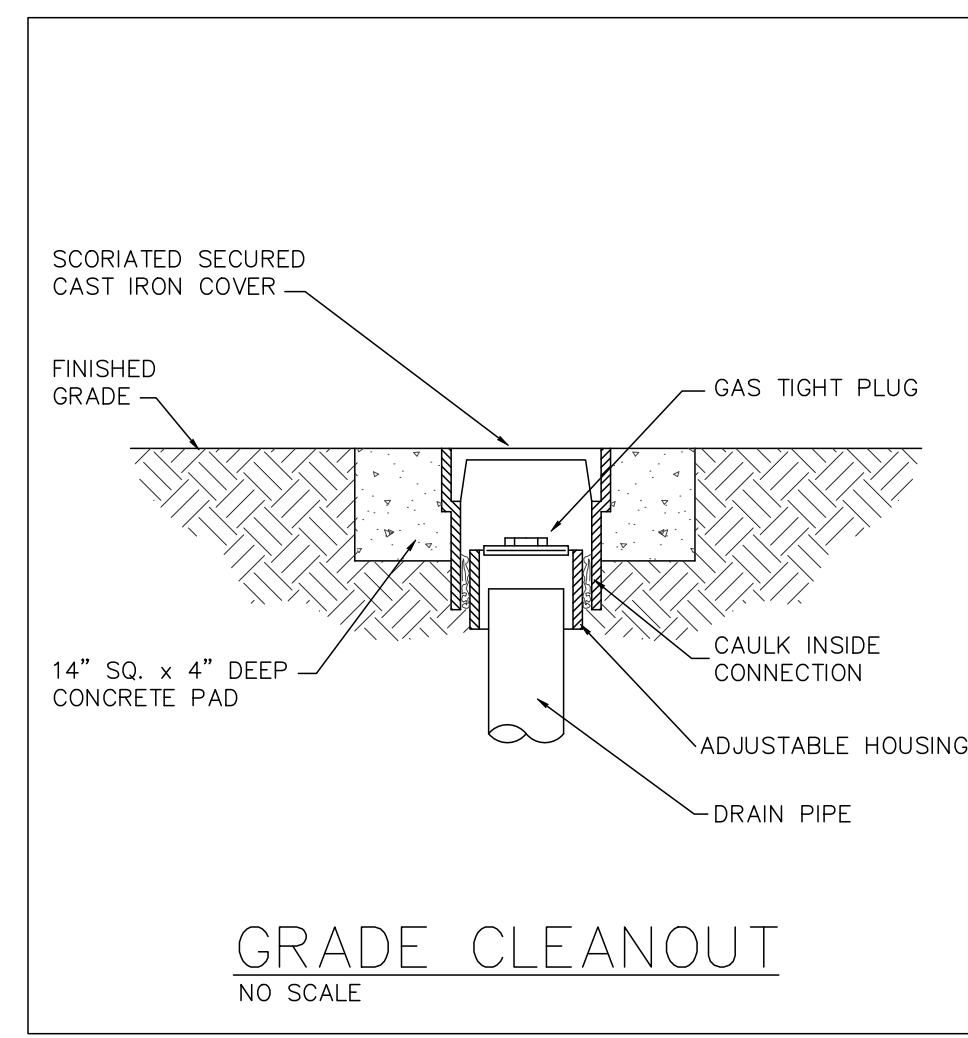 SCORIATED SECURED
CAST IRON COVER
FINISHED
GRADE
GAS TIGHT PLUG
14" SQ. x 4" DEEP
CONCRETE PAD
CAULK INSIDE
CONNECTION
ADJUSTABLE HOUSING
DRAIN PIPE
GRADE CLEANOUT
NO SCALE